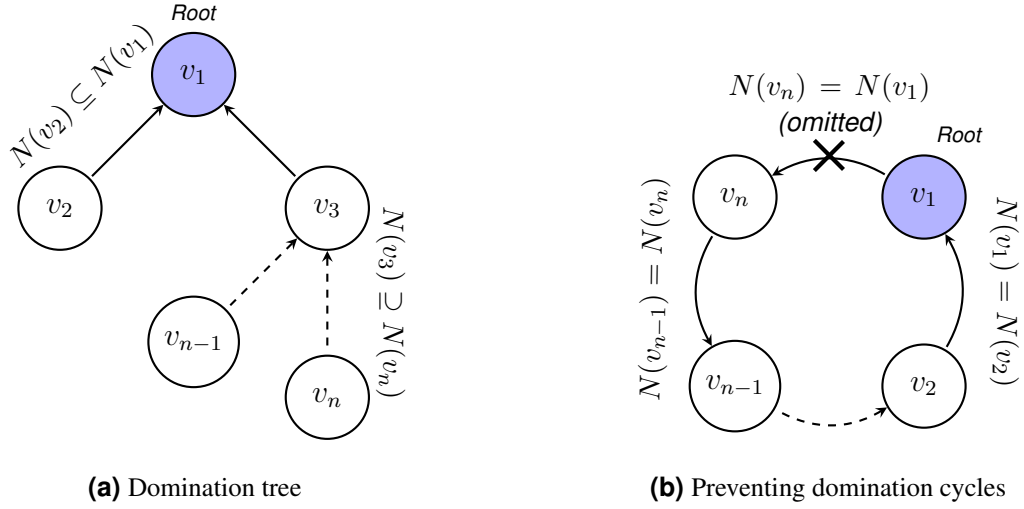 Root
v₁
N(v₂) ⊆ N(v₁)
v₂
v₃
N(v₃) ⊇ N(vₙ)
vₙ₋₁
vₙ
(a) Domination tree
N(vₙ) = N(v₁)
(omitted)
Root
vₙ
v₁
N(vₙ₋₁) = N(vₙ)
N(v₁) = N(v₂)
vₙ₋₁
v₂
(b) Preventing domination cycles